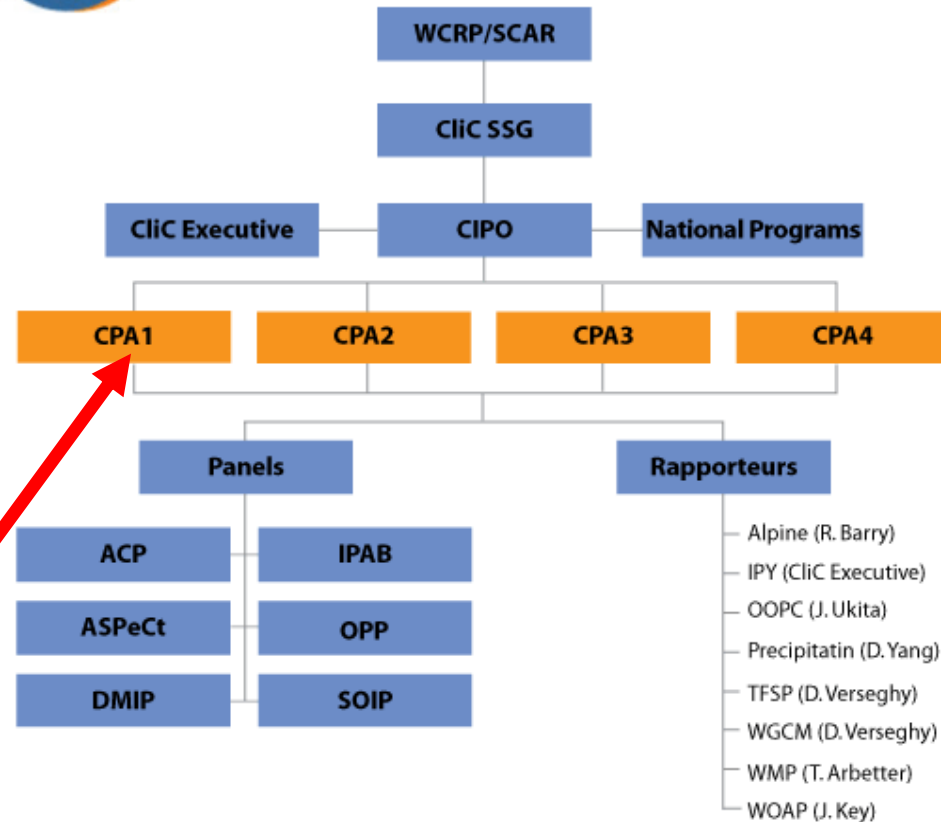 WCRP/SCAR
CliC SSG
CliC Executive
CIPO
National Programs
CPA1
CPA2
CPA3
CPA4
Panels
Rapporteurs
ACP
IPAB
ASPeCt
OPP
DMIP
SOIP
Alpine (R. Barry)
IPY (CliC Executive)
OOPC (J. Ukita)
Precipitatin (D. Yang)
TFSP (D. Verseghy)
WGCM (D. Verseghy)
WMP (T. Arbetter)
WOAP (J. Key)